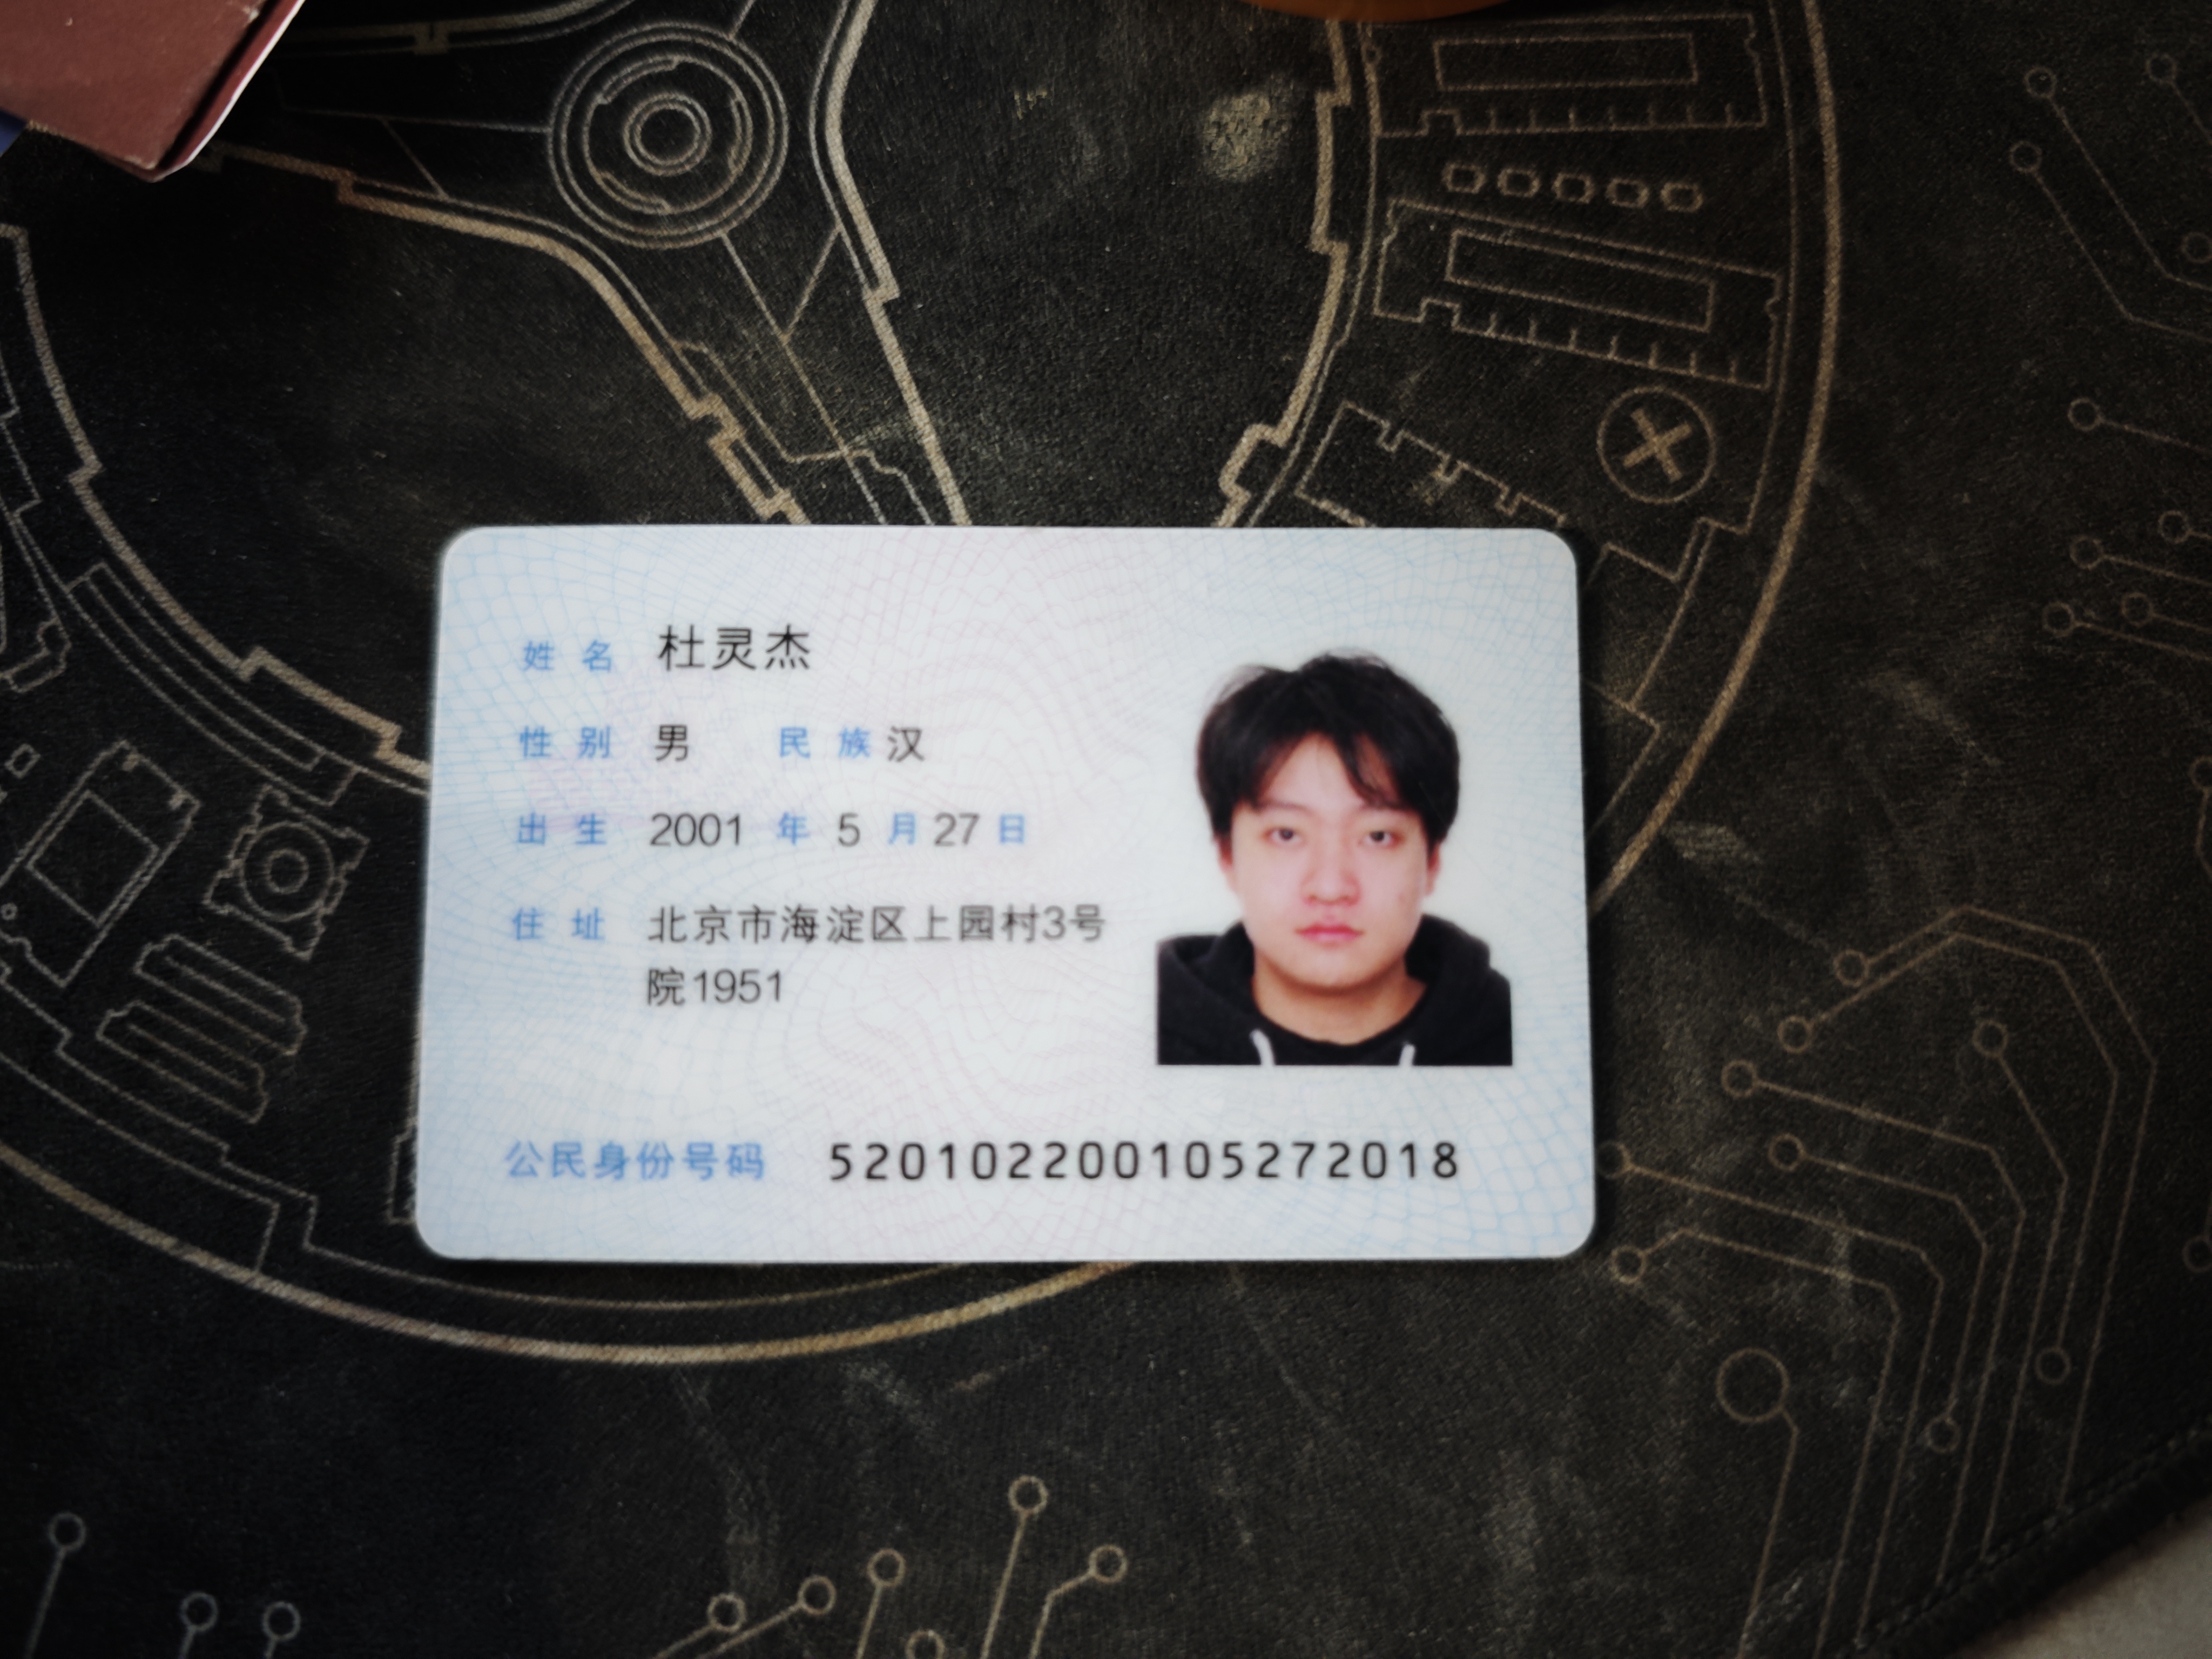 姓名 杜灵杰
性别 男 民族 汉
出生 2001 年 5 月 27 日
住址 北京市海淀区上园村3号
院1951
公民身份号码 520102200105272018